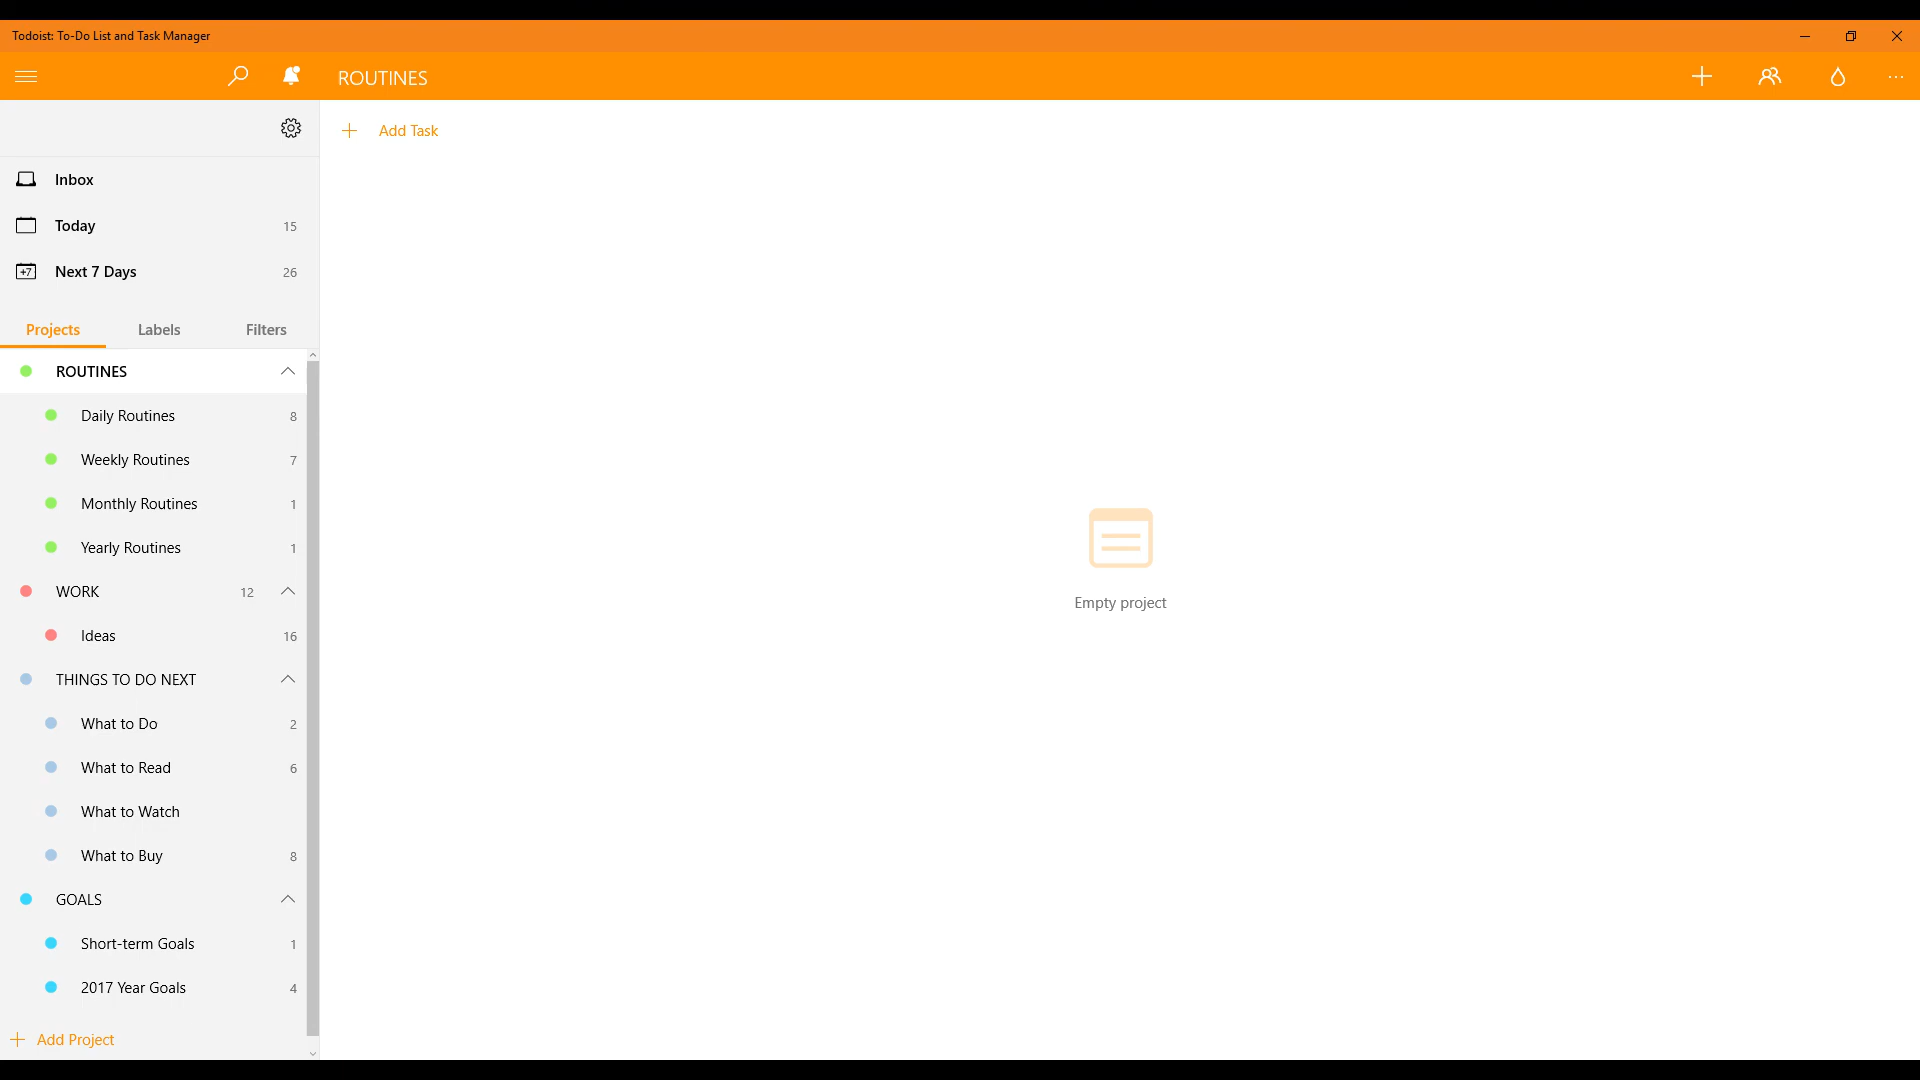 Todoist: To-Do List and Task Manager
ROUTINES
Add Task
Inbox
Today 15
+7 Next 7 Days 26
Projects Labels Filters
ROUTINES
Daily Routines 8
Weekly Routines 7
Monthly Routines 1
Yearly Routines 1
WORK 12
Ideas 16
THINGS TO DO NEXT
What to Do 2
What to Read 6
What to Watch
What to Buy 8
GOALS
Short-term Goals 1
2017 Year Goals 4
Add Project
Empty project